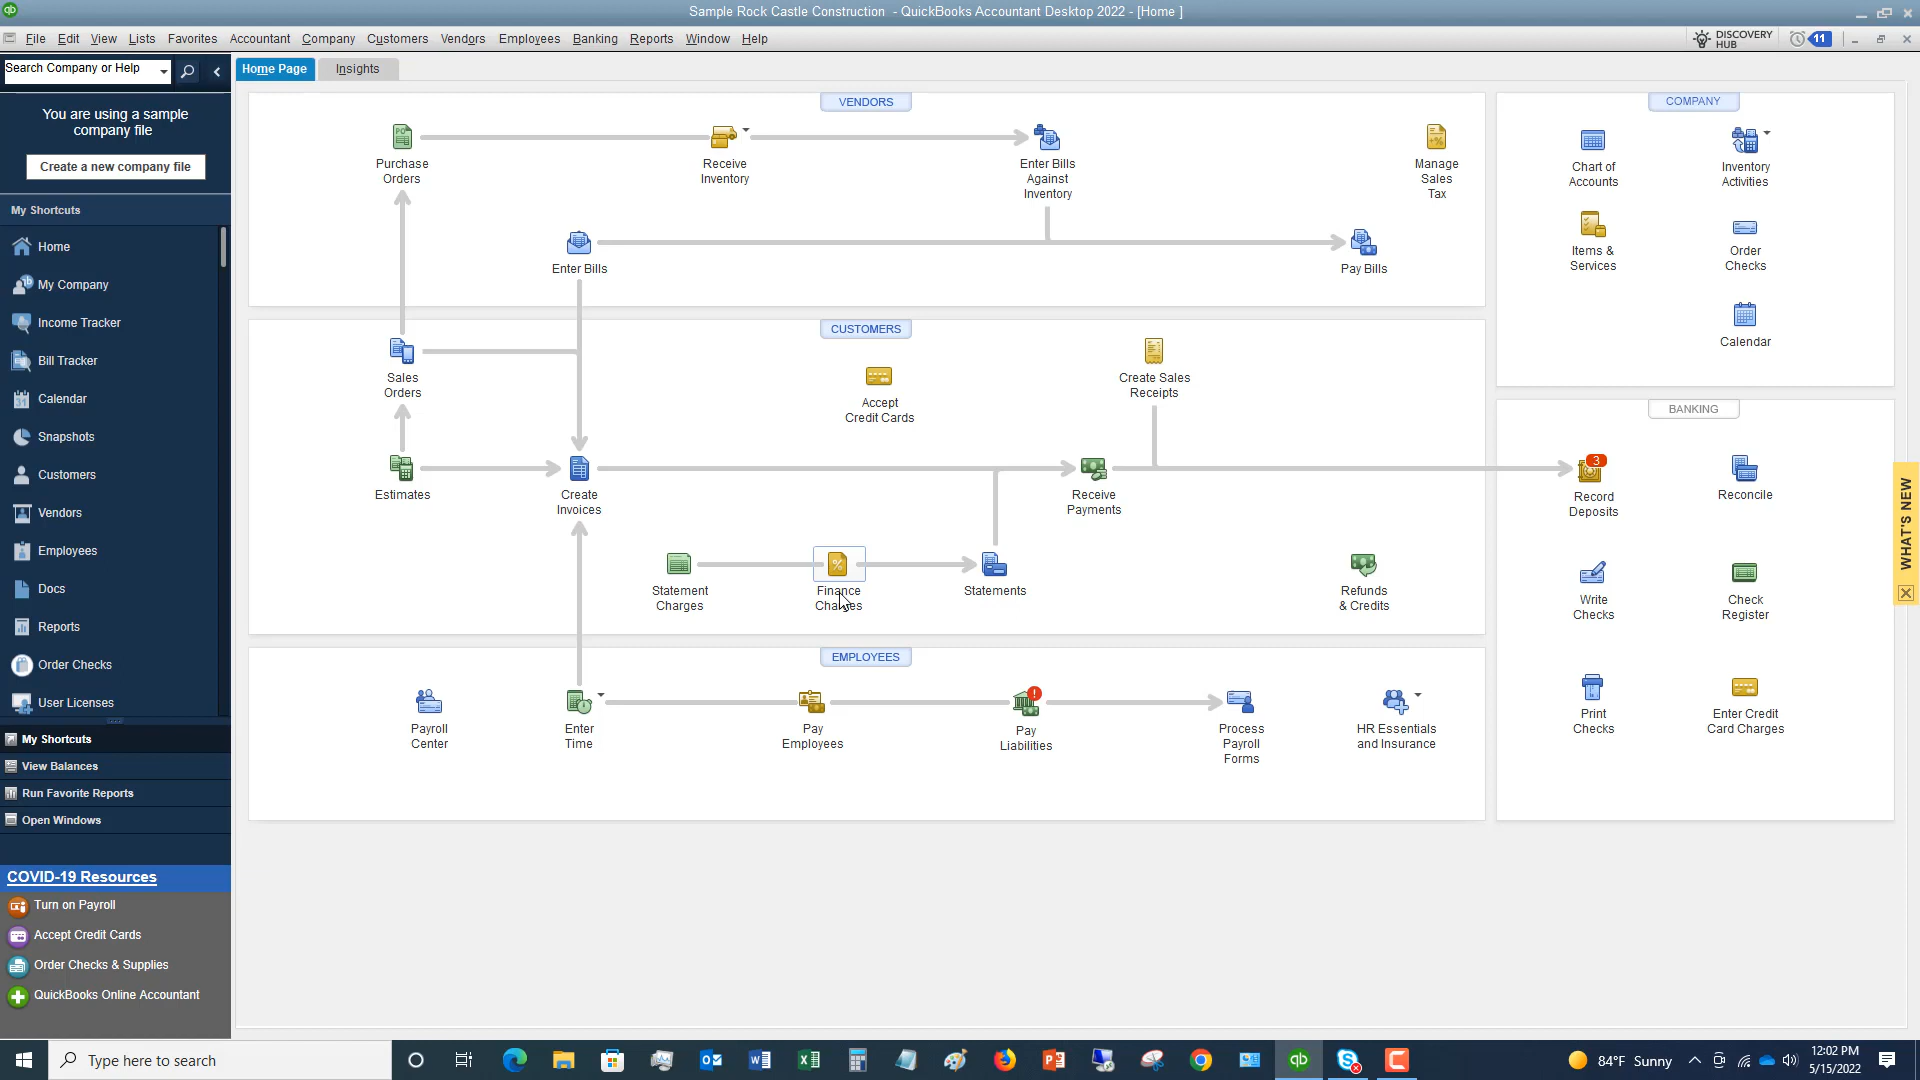 Sample Rock Castle Construction - QuickBooks Accountant Desktop 2022 - [Home ]
File Edit View Lists Favorites Accountant Company Customers Vendors Employees Banking Reports Window Help
DISCOVERY
HUB
11
Search Company or Help
Home Page
Insights
You are using a sample
company file
Create a new company file
My Shortcuts
Home
My Company
Income Tracker
Bill Tracker
Calendar
Snapshots
Customers
Vendors
Employees
Docs
Reports
Order Checks
User Licenses
My Shortcuts
View Balances
Run Favorite Reports
Open Windows
COVID-19 Resources
Turn on Payroll
Accept Credit Cards
Order Checks & Supplies
QuickBooks Online Accountant
VENDORS
Purchase
Orders
Receive
Inventory
Enter Bills
Against
Inventory
Manage
Sales
Tax
Enter Bills
Pay Bills
CUSTOMERS
Sales
Orders
Accept
Credit Cards
Create Sales
Receipts
Estimates
Create
Invoices
Receive
Payments
Statement
Charges
Finance
Charges
Statements
Refunds
& Credits
EMPLOYEES
Payroll
Center
Enter
Time
Pay
Employees
Pay
Liabilities
Process
Payroll
Forms
HR Essentials
and Insurance
COMPANY
Chart of
Accounts
Inventory
Activities
Items &
Services
Order
Checks
Calendar
BANKING
3
Record
Deposits
Reconcile
Write
Checks
Check
Register
Print
Checks
Enter Credit
Card Charges
WHAT'S NEW
Type here to search
84°F Sunny
12:02 PM
5/15/2022